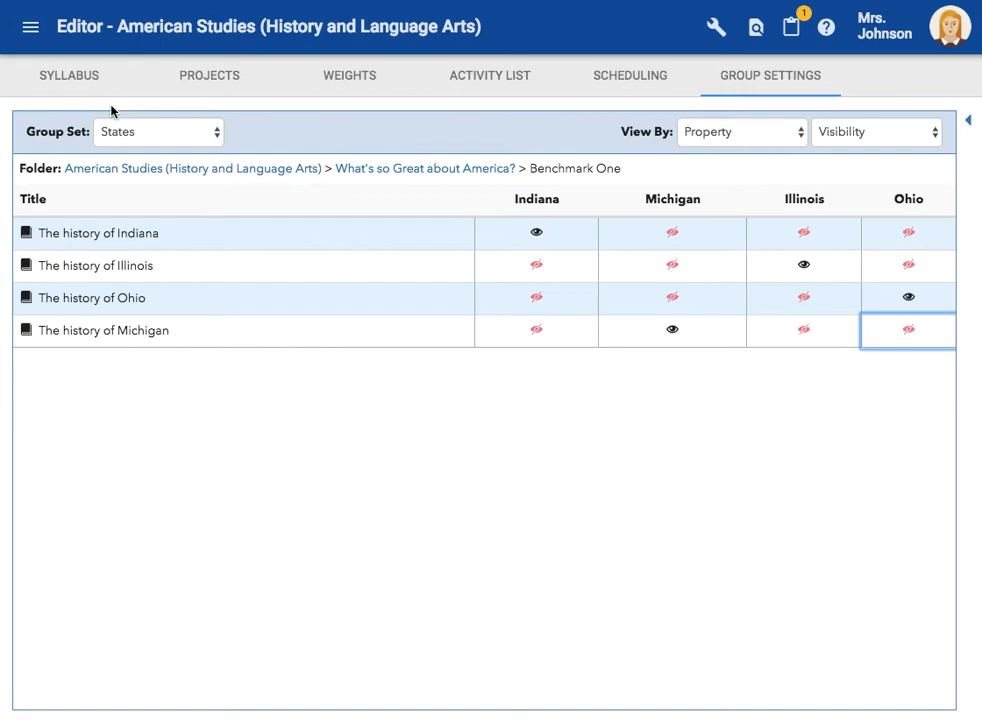 Editor - American Studies (History and Language Arts)
1
Mrs. Johnson
SYLLABUS PROJECTS WEIGHTS ACTIVITY LIST SCHEDULING GROUP SETTINGS
Group Set: States View By: Property Visibility
Folder: American Studies (History and Language Arts) > What's so Great about America? > Benchmark One
Title Indiana Michigan Illinois Ohio
The history of Indiana
The history of Illinois
The history of Ohio
The history of Michigan